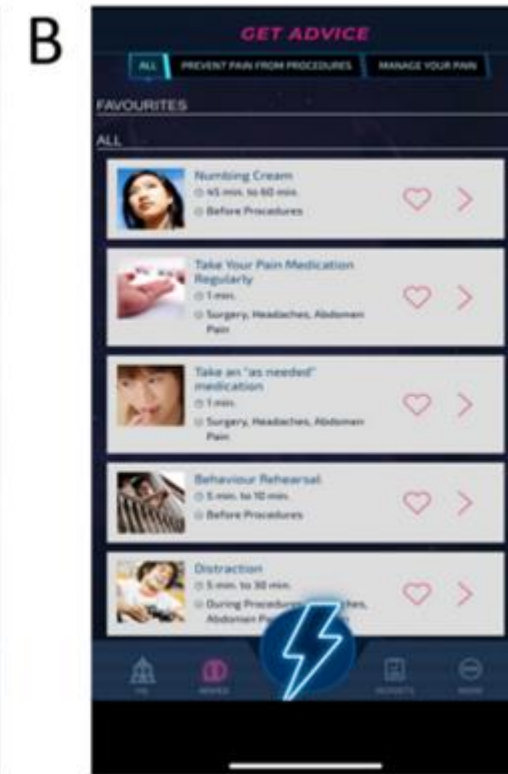 B
GET ADVICE
ALL
PREVENT PAIN FROM PROCEDURES
MANAGE YOUR PAIN
FAVOURITES
ALL
Numbing Cream
45 min. to 60 min.
Before Procedures
Take Your Pain Medication
Regularly
1 min.
Surgery, Headaches, Abdomen
Pain
Take an "as needed"
medication
1 min.
Surgery, Headaches, Abdomen
Pain
Behaviour Rehearsal
5 min. to 10 min.
Before Procedures
Distraction
5 min. to 30 min.
During
Abdomen
ADVICE
MORE